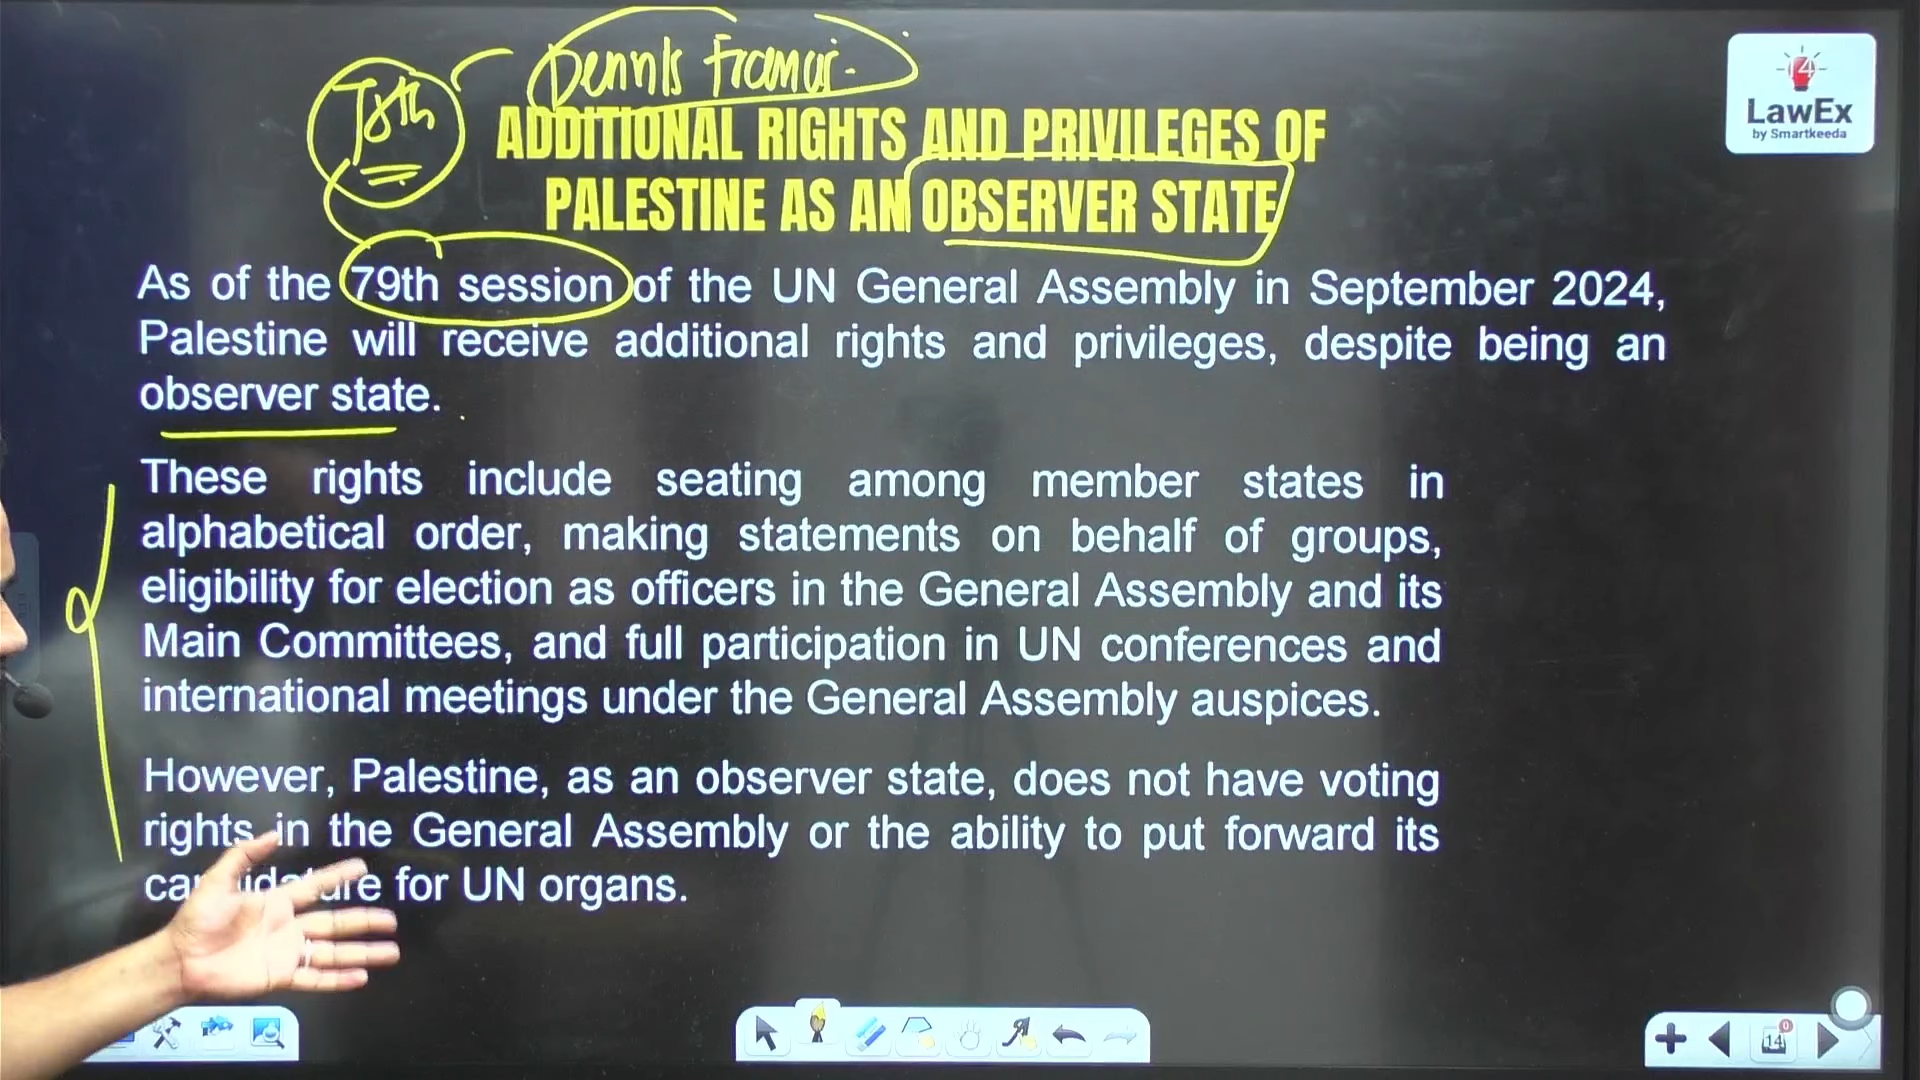 Dennis Francis.
78th
ADDITIONAL RIGHTS AND PRIVILEGES OF
PALESTINE AS AN OBSERVER STATE
14
LawEx
by Smartkeeda
As of the 79th session of the UN General Assembly in September 2024,
Palestine will receive additional rights and privileges, despite being an
observer state.
These rights include seating among member states in
alphabetical order, making statements on behalf of groups,
eligibility for election as officers in the General Assembly and its
Main Committees, and full participation in UN conferences and
international meetings under the General Assembly auspices.
However, Palestine, as an observer state, does not have voting
rights in the General Assembly or the ability to put forward its
candidature for UN organs.
0
14